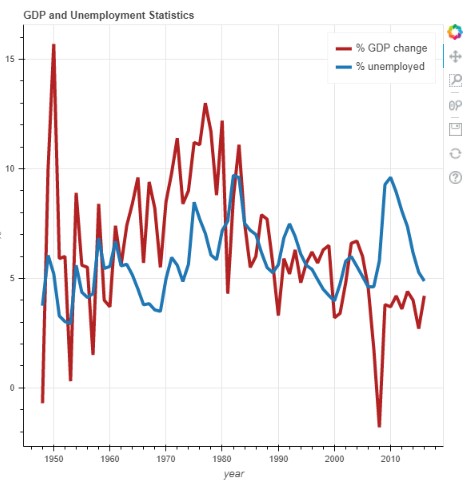 GDP and Unemployment Statistics
% GDP change
% unemployed
15
10
5
0
1950 1960 1970 1980 1990 2000 2010
year